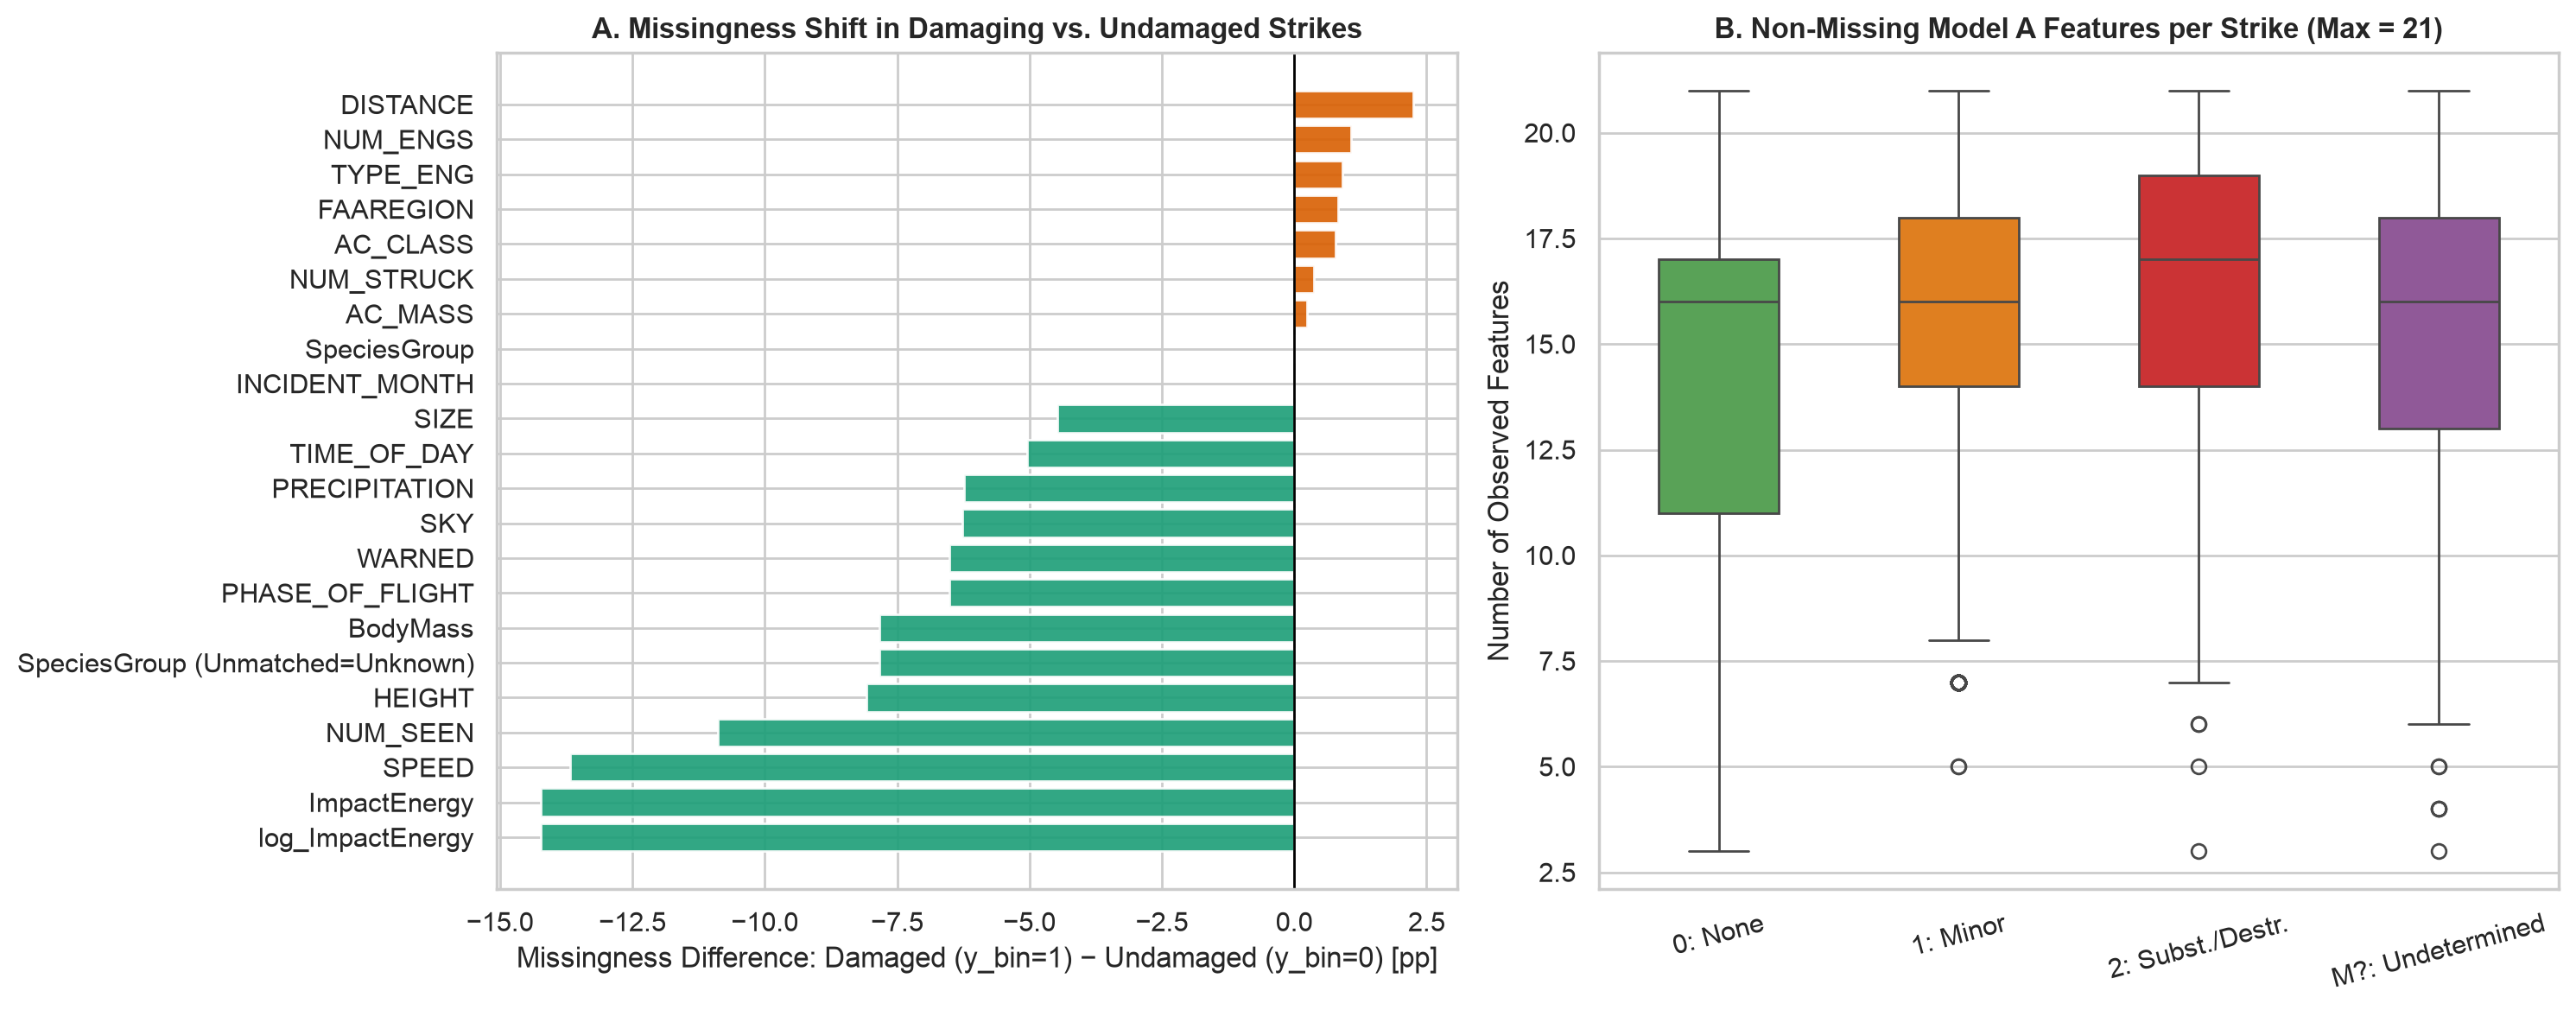 A. Missingness Shift in Damaging vs. Undamaged Strikes
DISTANCE
NUM_ENGS
TYPE_ENG
FAAREGION
AC_CLASS
NUM_STRUCK
AC_MASS
SpeciesGroup
INCIDENT_MONTH
SIZE
TIME_OF_DAY
PRECIPITATION
SKY
WARNED
PHASE_OF_FLIGHT
BodyMass
SpeciesGroup (Unmatched=Unknown)
HEIGHT
NUM_SEEN
SPEED
ImpactEnergy
log_ImpactEnergy
−15.0 −12.5 −10.0 −7.5 −5.0 −2.5 0.0 2.5
Missingness Difference: Damaged (y_bin=1) − Undamaged (y_bin=0) [pp]
B. Non-Missing Model A Features per Strike (Max = 21)
Number of Observed Features
20.0
17.5
15.0
12.5
10.0
7.5
5.0
2.5
0: None
1: Minor
2: Subst./Destr.
M?: Undetermined